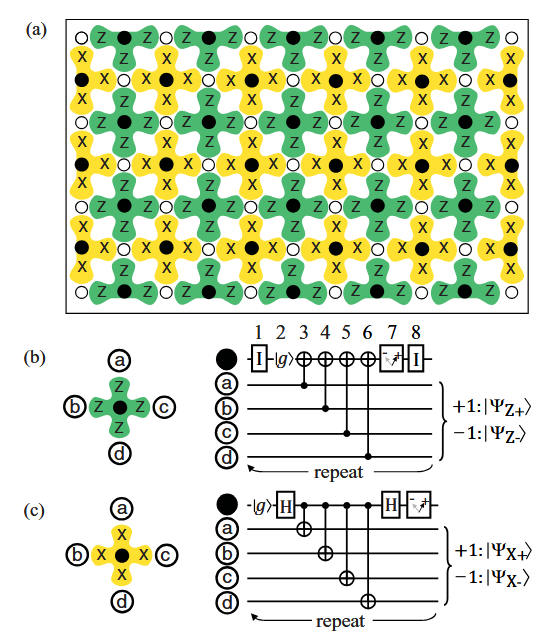 (a)
Z Z Z Z Z Z Z Z Z Z
X Z X Z X Z X Z X Z X
X X X X X X X X X X
X Z X Z X Z X Z X Z X
Z Z Z Z Z Z Z Z Z Z
X Z X Z X Z X Z X Z X
X X X X X X X X X X
X Z X Z X Z X Z X Z X
Z Z Z Z Z Z Z Z Z Z
X Z X Z X Z X Z X Z X
X X X X X X X X X X
X Z X Z X Z X Z X Z X
Z Z Z Z Z Z Z Z Z Z
(b)
a
Z
b Z Z c
Z
d
1 2 3 4 5 6 7 8
I |g⟩ - + I
a
b
c
d
+1:|ΨZ+⟩
−1:|ΨZ-⟩
repeat
(c)
a
X
b X X c
X
d
|g⟩ H H - +
a
b
c
d
+1:|ΨX+⟩
−1:|ΨX-⟩
repeat